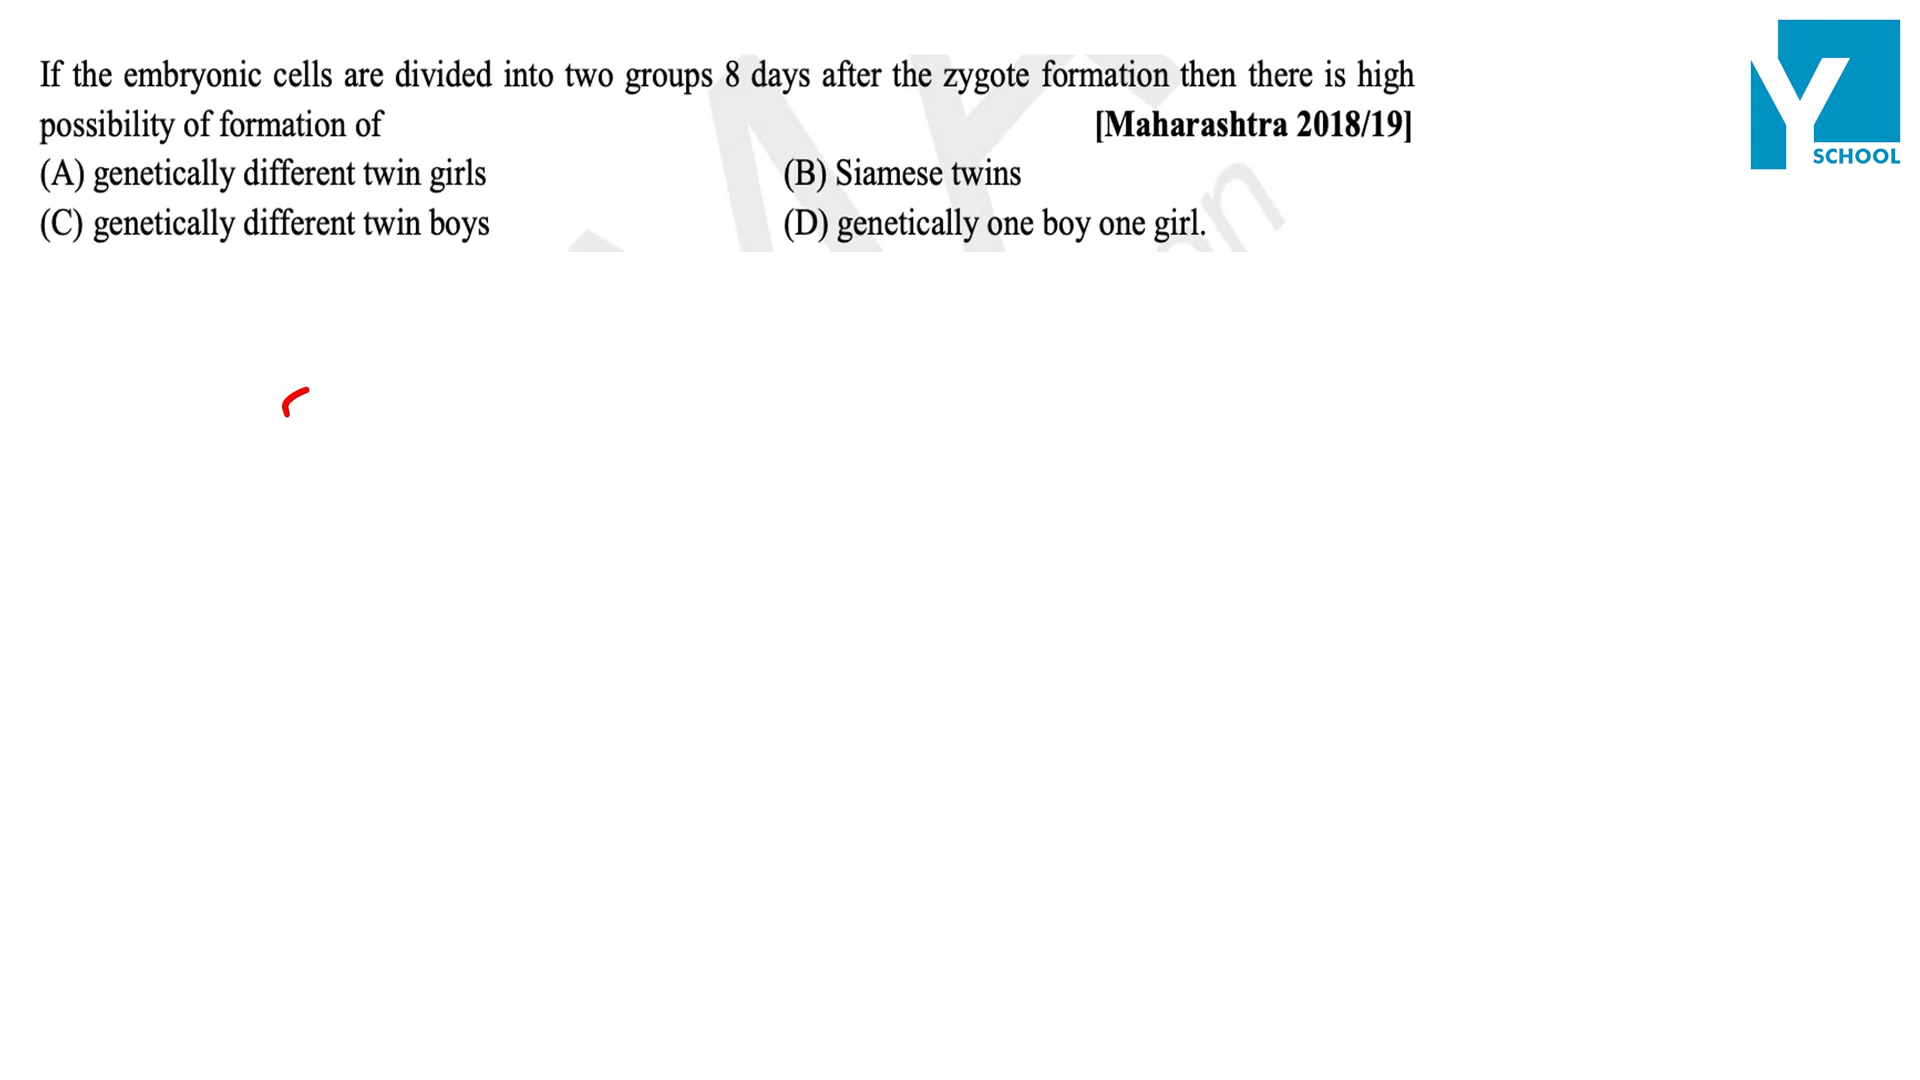 If the embryonic cells are divided into two groups 8 days after the zygote formation then there is high
possibility of formation of [Maharashtra 2018/19]
(A) genetically different twin girls (B) Siamese twins
(C) genetically different twin boys (D) genetically one boy one girl.
Y
SCHOOL